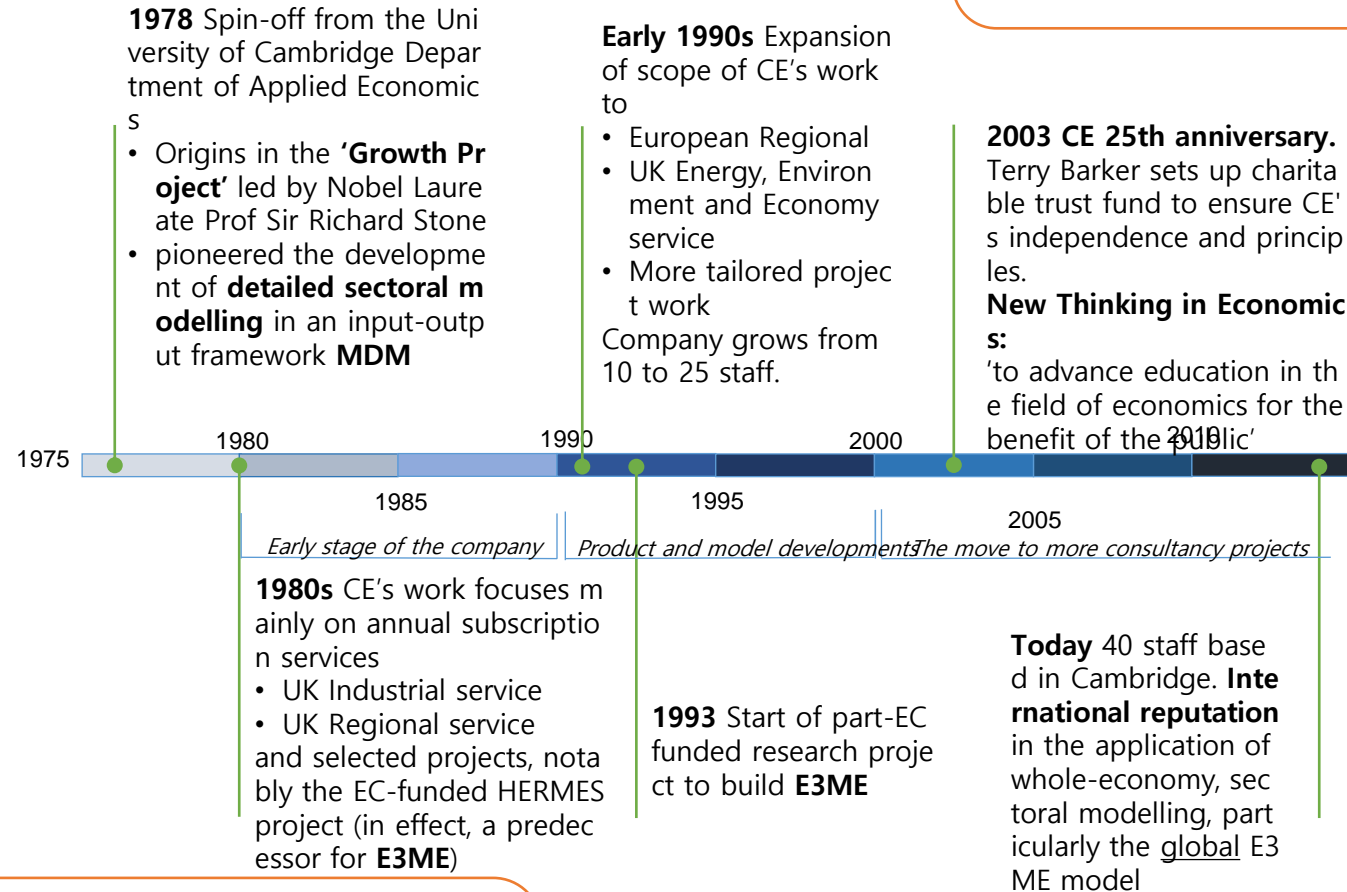 1978 Spin-off from the Uni
versity of Cambridge Depar
tment of Applied Economic
s
• Origins in the ‘Growth Pr
oject’ led by Nobel Laure
ate Prof Sir Richard Stone
• pioneered the developme
nt of detailed sectoral m
odelling in an input-outp
ut framework MDM
Early 1990s Expansion
of scope of CE’s work
to
• European Regional
• UK Energy, Environ
ment and Economy
service
• More tailored projec
t work
Company grows from
10 to 25 staff.
2003 CE 25th anniversary.
Terry Barker sets up charita
ble trust fund to ensure CE'
s independence and princip
les.
New Thinking in Economic
s:
‘to advance education in th
e field of economics for the
benefit of the public’
1975
1980
1990
2000
2010
1985
1995
2005
Early stage of the company
Product and model developments
The move to more consultancy projects
1980s CE’s work focuses m
ainly on annual subscriptio
n services
• UK Industrial service
• UK Regional service
and selected projects, nota
bly the EC-funded HERMES
project (in effect, a predec
essor for E3ME)
1993 Start of part-EC
funded research proje
ct to build E3ME
Today 40 staff base
d in Cambridge. Inte
rnational reputation
in the application of
whole-economy, sec
toral modelling, part
icularly the global E3
ME model